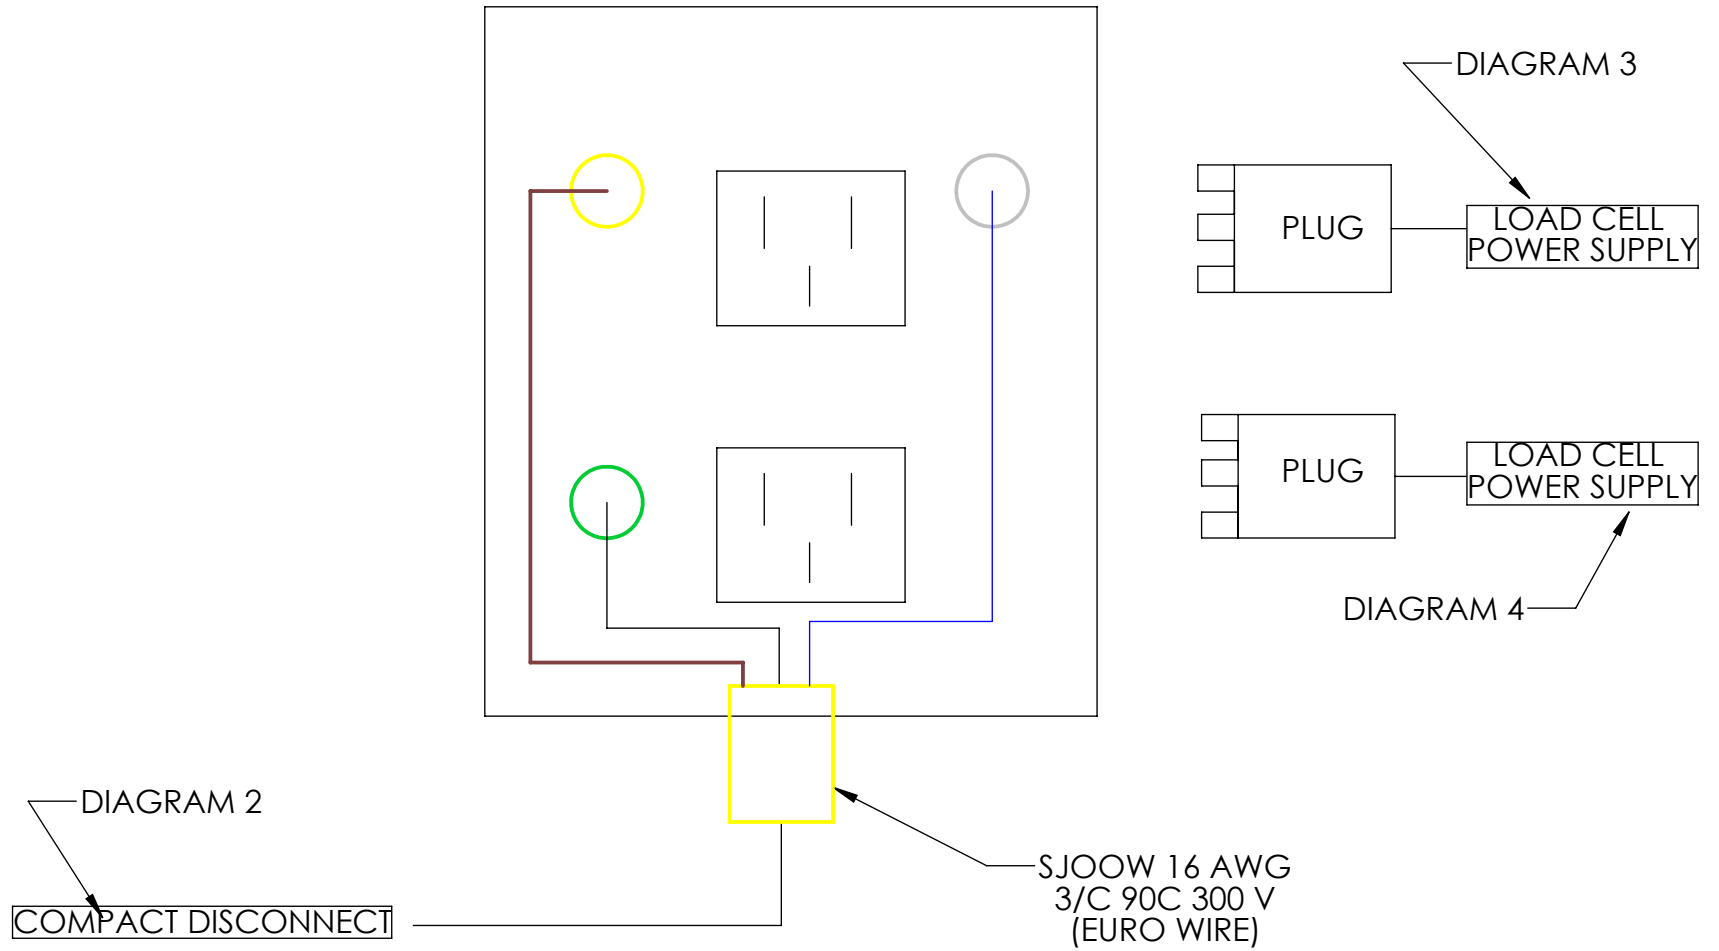 DIAGRAM 3
PLUG
LOAD CELL
POWER SUPPLY
PLUG
LOAD CELL
POWER SUPPLY
DIAGRAM 4
DIAGRAM 2
COMPACT DISCONNECT
SJOOW 16 AWG
3/C 90C 300 V
(EURO WIRE)